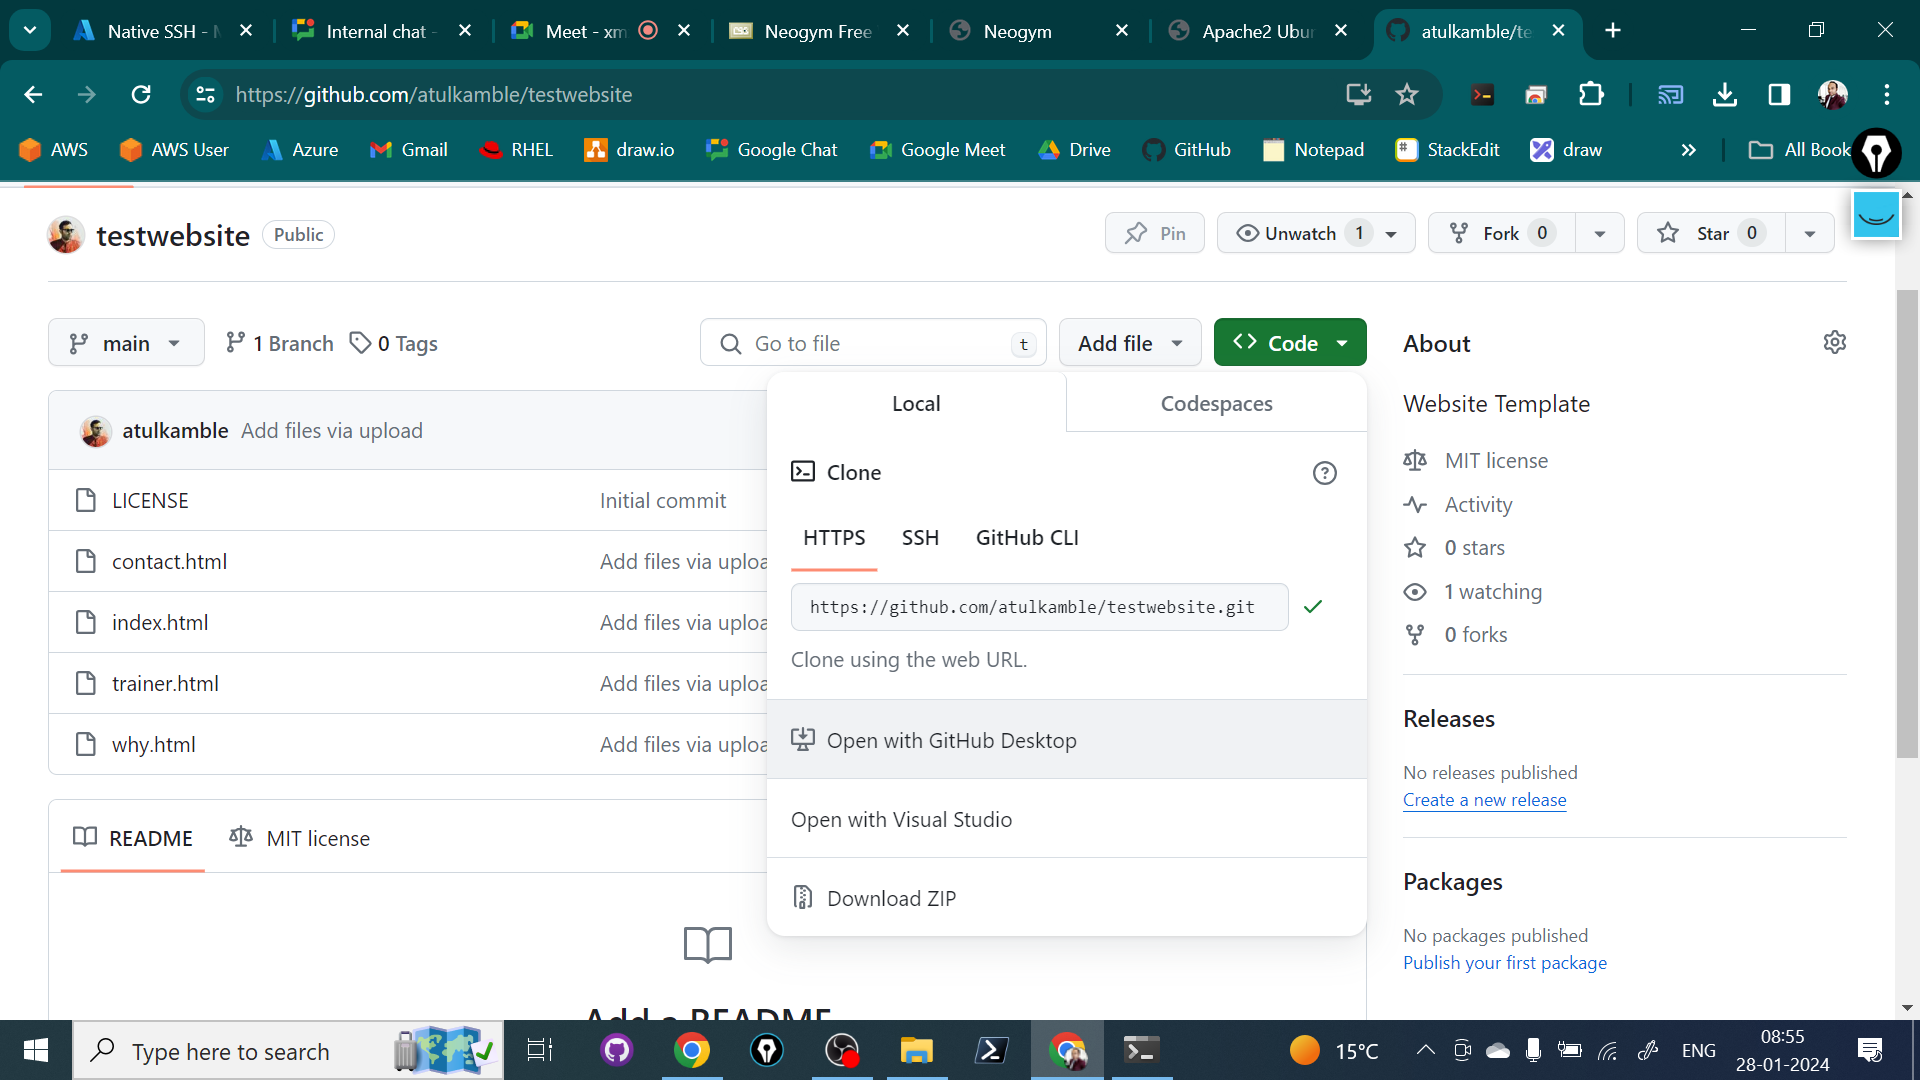 Native SSH - M
Internal chat -
Meet - xm
Neogym Free
Neogym
Apache2 Ubun
atulkamble/te
https://github.com/atulkamble/testwebsite
AWS
AWS User
Azure
Gmail
RHEL
draw.io
Google Chat
Google Meet
Drive
GitHub
Notepad
StackEdit
draw
All Book
testwebsite
Public
Pin
Unwatch 1
Fork 0
Star 0
main
1 Branch
0 Tags
Go to file
t
Add file
Code
About
Local
Codespaces
Website Template
atulkamble Add files via upload
Clone
MIT license
LICENSE
Initial commit
Activity
HTTPS
SSH
GitHub CLI
0 stars
contact.html
Add files via uploa
1 watching
https://github.com/atulkamble/testwebsite.git
index.html
Add files via uploa
0 forks
Clone using the web URL.
trainer.html
Add files via uploa
Releases
Open with GitHub Desktop
why.html
Add files via uploa
No releases published
Create a new release
Open with Visual Studio
README
MIT license
Packages
Download ZIP
No packages published
Publish your first package
Add a README
Type here to search
15°C
ENG
08:55
28-01-2024